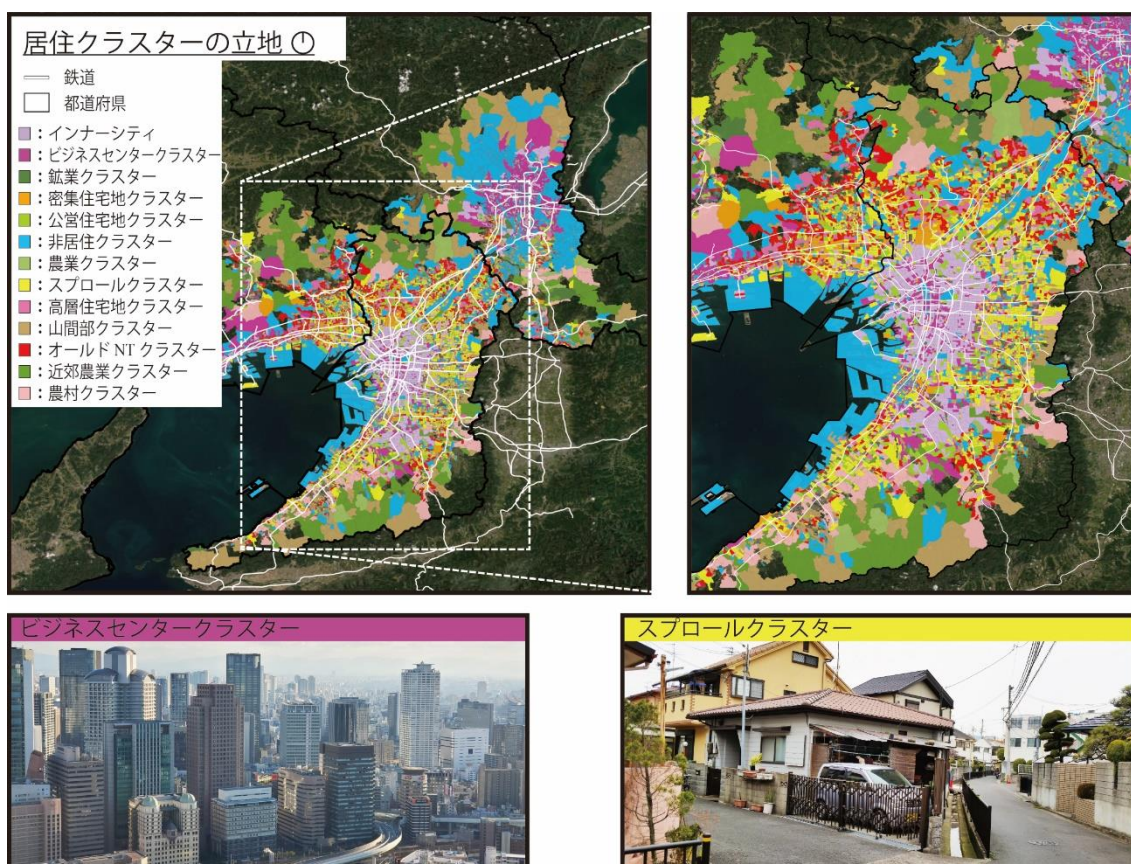 居住クラスターの立地
鉄道
都道府県
：インナーシティ
：ビジネスセンタークラスター
：鉱業クラスター
：密集住宅地クラスター
：公営住宅地クラスター
：非居住クラスター
：農業クラスター
：スプロールクラスター
：高層住宅地クラスター
：山間部クラスター
：オールド NT クラスター
：近郊農業クラスター
：農村クラスター
ビジネスセンタークラスター
スプロールクラスター